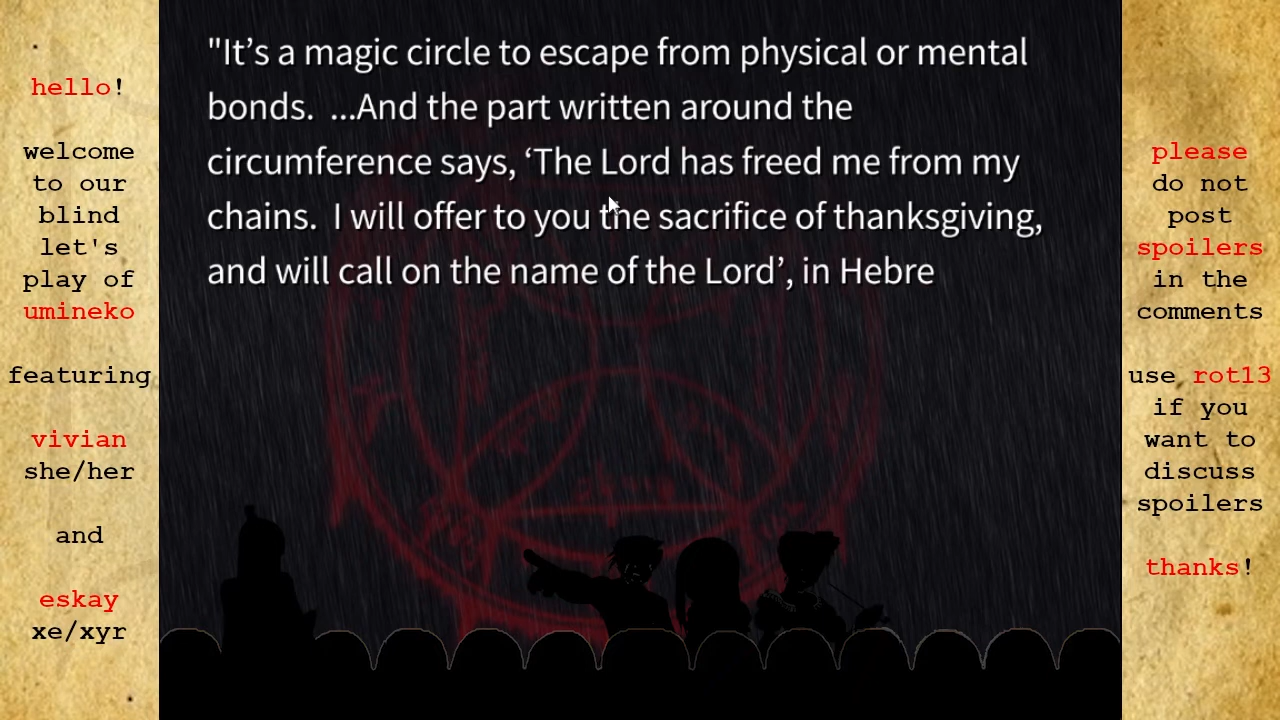 hello!
welcome
to our
blind
let's
play of
umineko
featuring
vivian
she/her
and
eskay
xe/xyr
"It’s a magic circle to escape from physical or mental
bonds.  ...And the part written around the
circumference says, ‘The Lord has freed me from my
chains.  I will offer to you the sacrifice of thanksgiving,
and will call on the name of the Lord’, in Hebre
please
do not
post
spoilers
in the
comments
use rot13
if you
want to
discuss
spoilers
thanks!